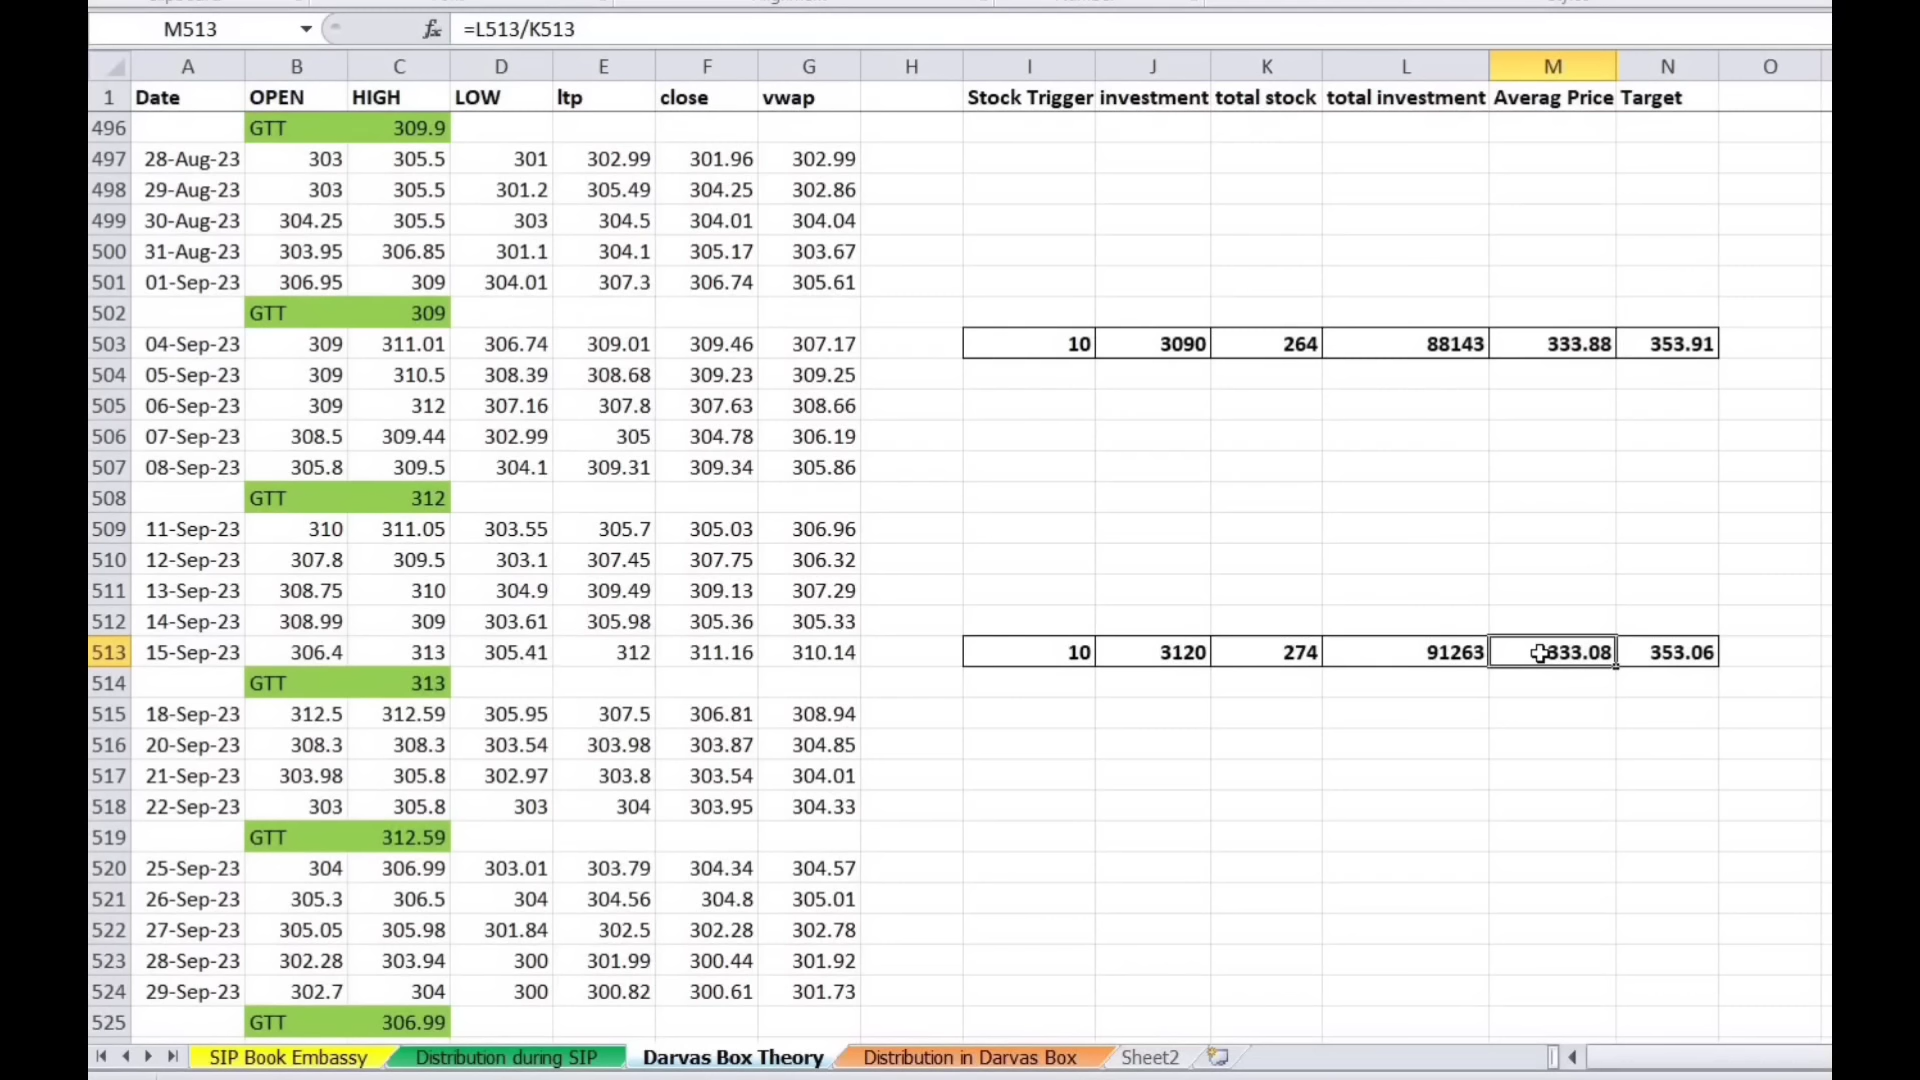 M513 fx =L513/K513
A B C D E F G H I J K L M N O
1 Date OPEN HIGH LOW ltp close vwap Stock Trigger investment total stock total investment Averag Price Target
496 GTT 309.9
497 28-Aug-23 303 305.5 301 302.99 301.96 302.99
498 29-Aug-23 303 305.5 301.2 305.49 304.25 302.86
499 30-Aug-23 304.25 305.5 303 304.5 304.01 304.04
500 31-Aug-23 303.95 306.85 301.1 304.1 305.17 303.67
501 01-Sep-23 306.95 309 304.01 307.3 306.74 305.61
502 GTT 309
503 04-Sep-23 309 311.01 306.74 309.01 309.46 307.17 10 3090 264 88143 333.88 353.91
504 05-Sep-23 309 310.5 308.39 308.68 309.23 309.25
505 06-Sep-23 309 312 307.16 307.8 307.63 308.66
506 07-Sep-23 308.5 309.44 302.99 305 304.78 306.19
507 08-Sep-23 305.8 309.5 304.1 309.31 309.34 305.86
508 GTT 312
509 11-Sep-23 310 311.05 303.55 305.7 305.03 306.96
510 12-Sep-23 307.8 309.5 303.1 307.45 307.75 306.32
511 13-Sep-23 308.75 310 304.9 309.49 309.13 307.29
512 14-Sep-23 308.99 309 303.61 305.98 305.36 305.33
513 15-Sep-23 306.4 313 305.41 312 311.16 310.14 10 3120 274 91263 333.08 353.06
514 GTT 313
515 18-Sep-23 312.5 312.59 305.95 307.5 306.81 308.94
516 20-Sep-23 308.3 308.3 303.54 303.98 303.87 304.85
517 21-Sep-23 303.98 305.8 302.97 303.8 303.54 304.01
518 22-Sep-23 303 305.8 303 304 303.95 304.33
519 GTT 312.59
520 25-Sep-23 304 306.99 303.01 303.79 304.34 304.57
521 26-Sep-23 305.3 306.5 304 304.56 304.8 305.01
522 27-Sep-23 305.05 305.98 301.84 302.5 302.28 302.78
523 28-Sep-23 302.28 303.94 300 301.99 300.44 301.92
524 29-Sep-23 302.7 304 300 300.82 300.61 301.73
525 GTT 306.99
SIP Book Embassy Distribution during SIP Darvas Box Theory Distribution in Darvas Box Sheet2